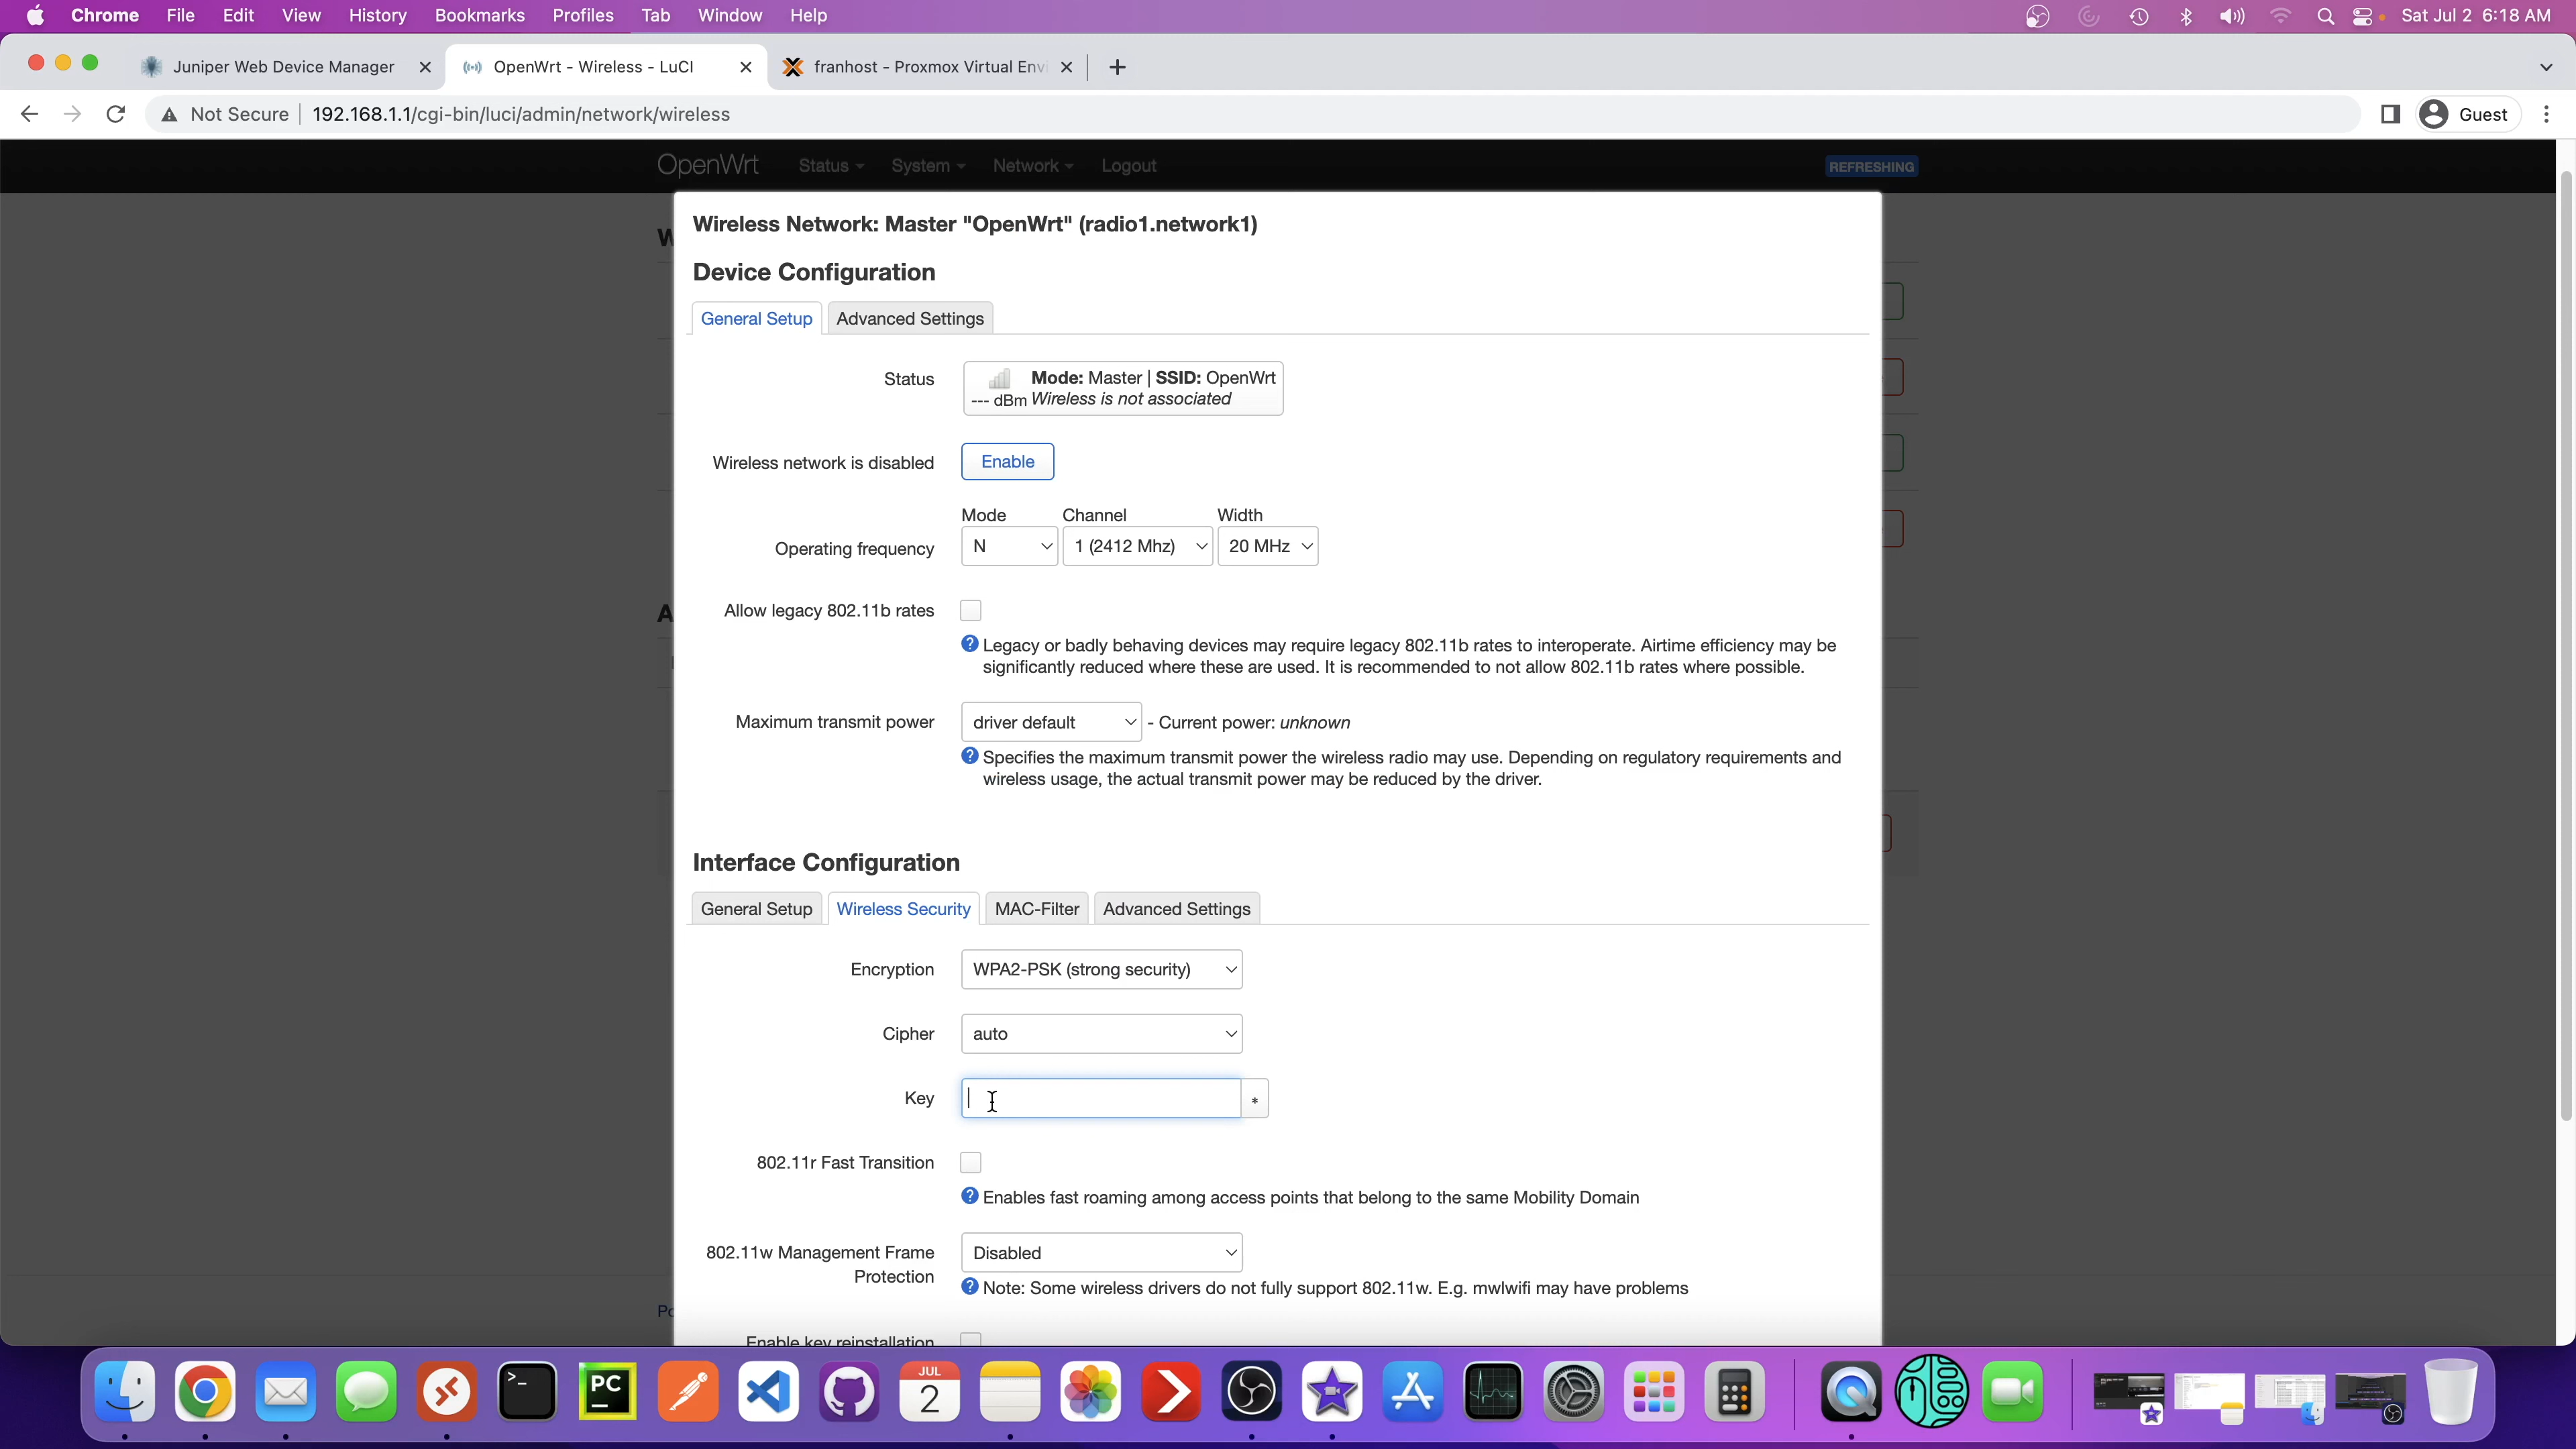 Chrome File Edit View History Bookmarks Profiles Tab Window Help Sat Jul 2 6:18 AM
Juniper Web Device Manager OpenWrt - Wireless - LuCI franhost - Proxmox Virtual Envi
Not Secure 192.168.1.1/cgi-bin/luci/admin/network/wireless Guest
OpenWrt Status System Network Logout REFRESHING
Wireless Network: Master "OpenWrt" (radio1.network1)
Device Configuration
General Setup Advanced Settings
Status Mode: Master | SSID: OpenWrt
--- dBm Wireless is not associated
Wireless network is disabled Enable
Mode Channel Width
Operating frequency N 1 (2412 Mhz) 20 MHz
Allow legacy 802.11b rates
Legacy or badly behaving devices may require legacy 802.11b rates to interoperate. Airtime efficiency may be
significantly reduced where these are used. It is recommended to not allow 802.11b rates where possible.
Maximum transmit power driver default - Current power: unknown
Specifies the maximum transmit power the wireless radio may use. Depending on regulatory requirements and
wireless usage, the actual transmit power may be reduced by the driver.
Interface Configuration
General Setup Wireless Security MAC-Filter Advanced Settings
Encryption WPA2-PSK (strong security)
Cipher auto
Key *
802.11r Fast Transition
Enables fast roaming among access points that belong to the same Mobility Domain
802.11w Management Frame Disabled
Protection
Note: Some wireless drivers do not fully support 802.11w. E.g. mwlwifi may have problems
Po
Enable key reinstallation
PC
JUL
2